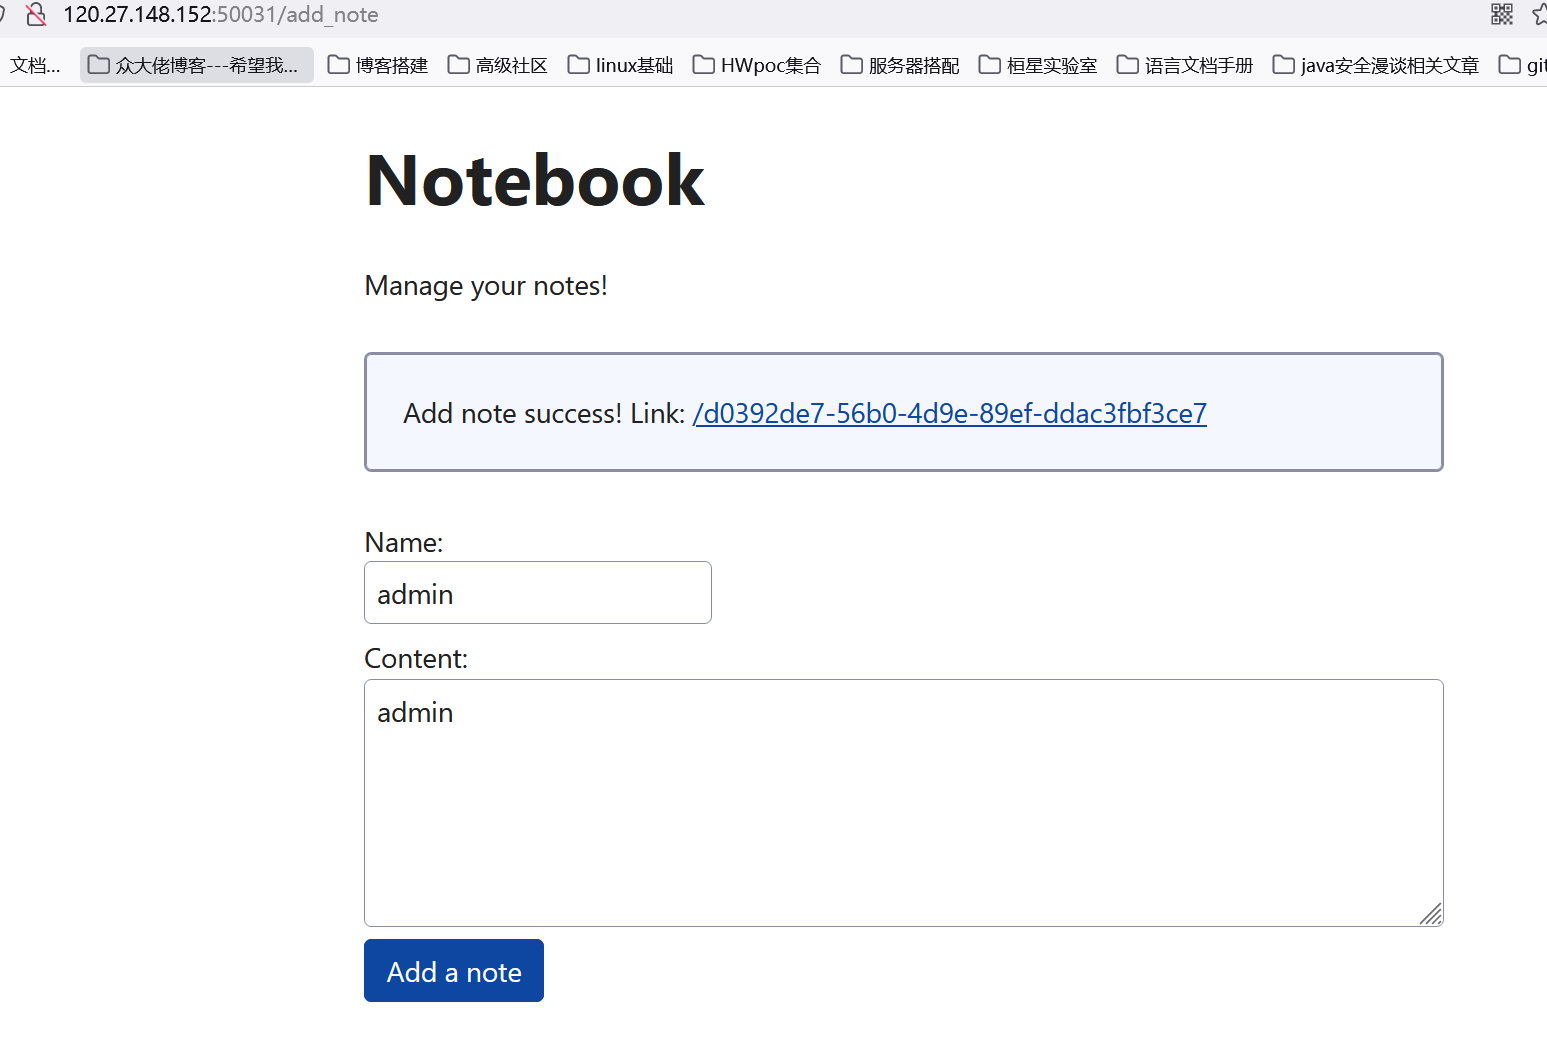 120.27.148.152:50031/add_note
文档... 众大佬博客---希望我... 博客搭建 高级社区 linux基础 HWpoc集合 服务器搭配 桓星实验室 语言文档手册 java安全漫谈相关文章 git
Notebook
Manage your notes!
Add note success! Link: /d0392de7-56b0-4d9e-89ef-ddac3fbf3ce7
Name:
admin
Content:
admin
Add a note